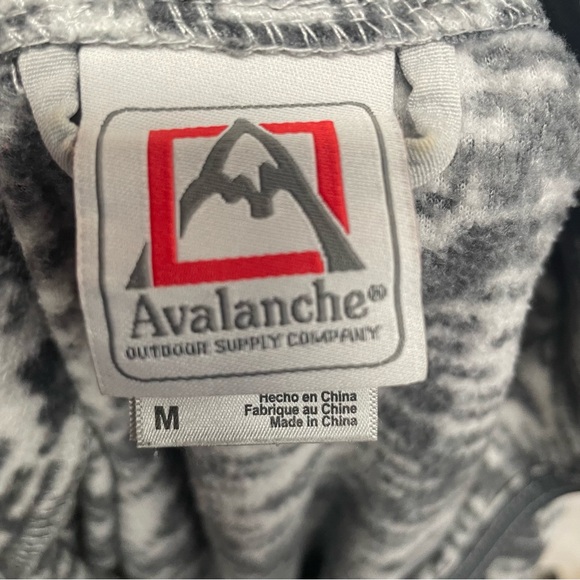 Avalanche®
OUTDOOR SUPPLY COMPANY
M
Hecho en China
Fabrique au Chine
Made in China